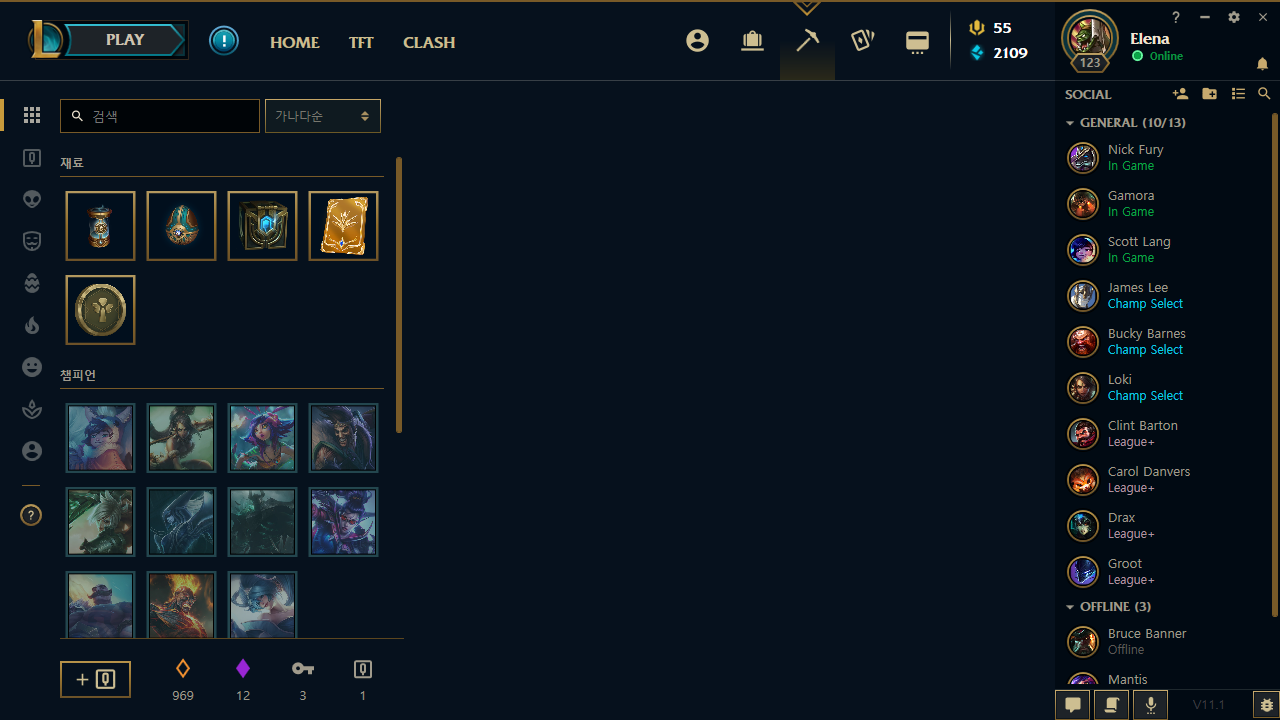 PLAY
HOME
TFT
CLASH
55
2109
123
Elena
Online
검색
가나다순
재료
챔피언
969
12
3
1
SOCIAL
GENERAL (10/13)
Nick Fury
In Game
Gamora
In Game
Scott Lang
In Game
James Lee
Champ Select
Bucky Barnes
Champ Select
Loki
Champ Select
Clint Barton
League+
Carol Danvers
League+
Drax
League+
Groot
League+
OFFLINE (3)
Bruce Banner
Offline
Mantis
V11.1